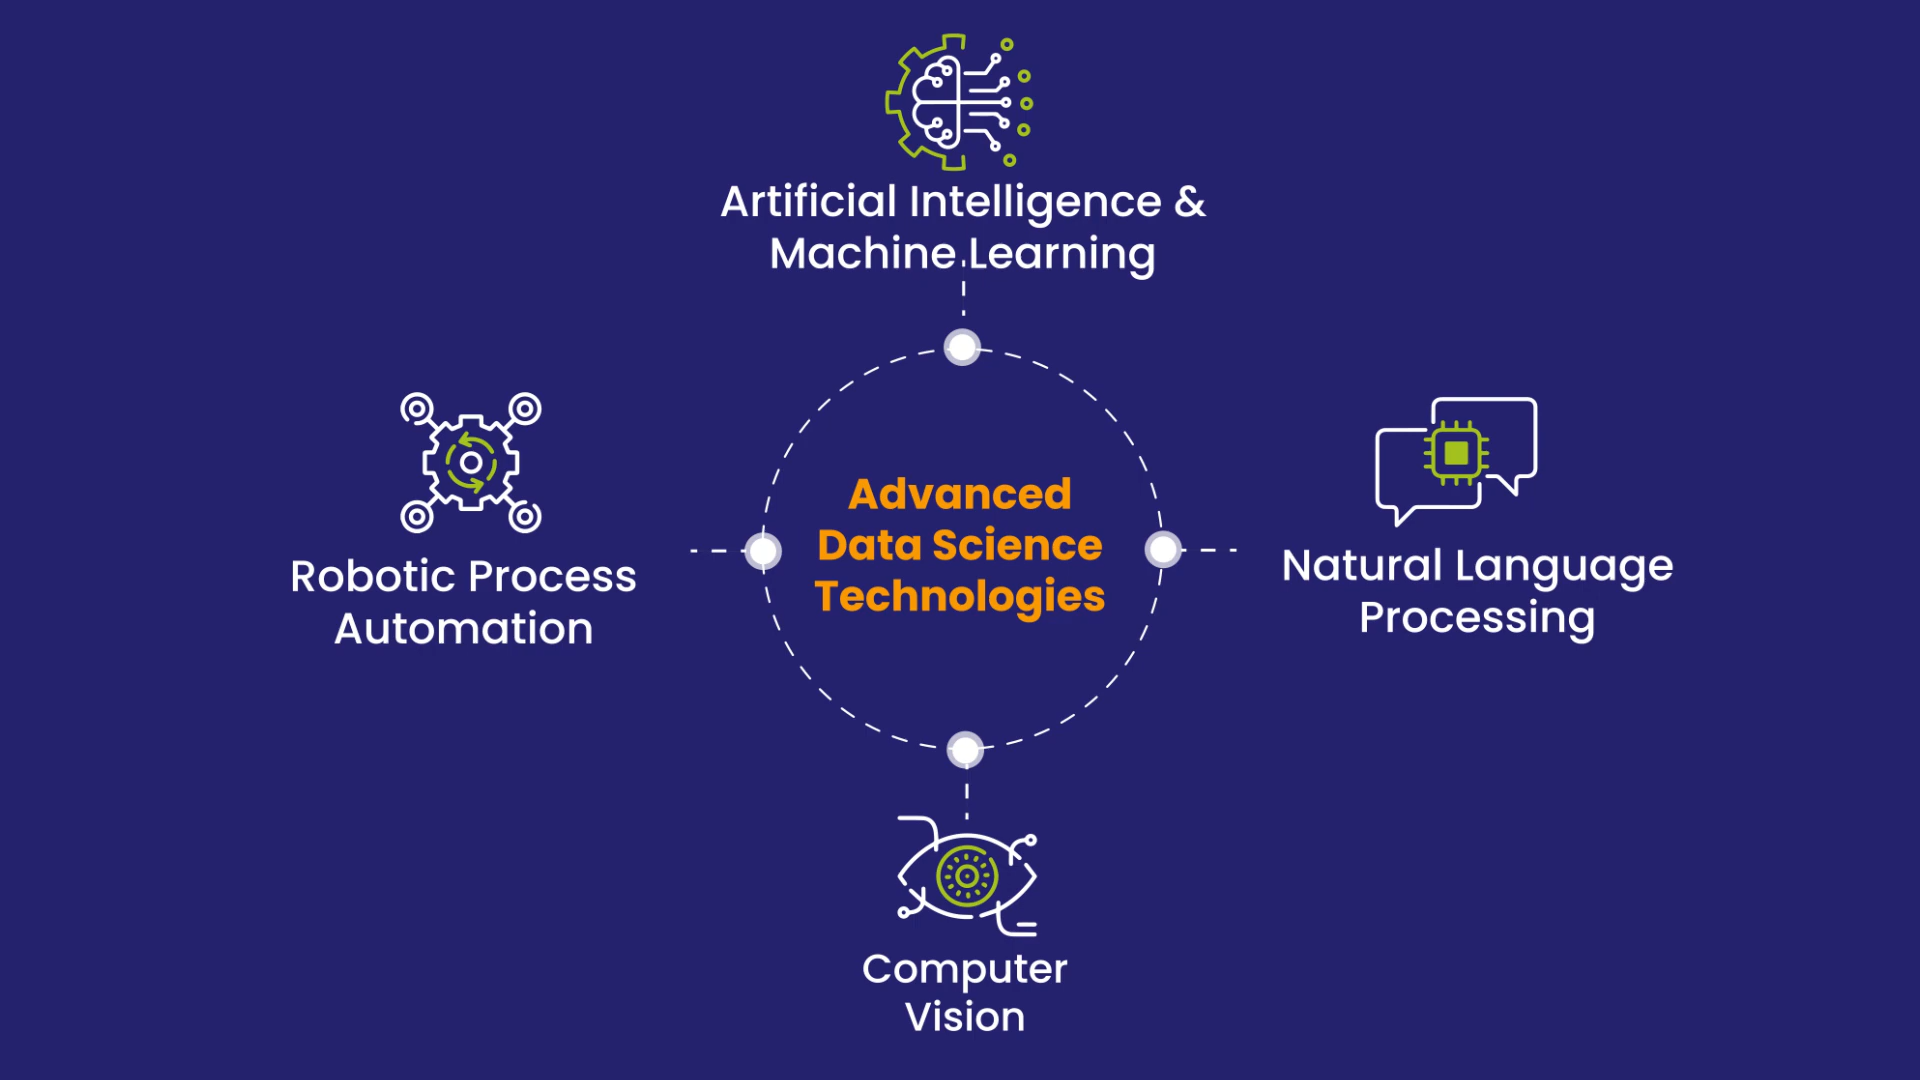 Artificial Intelligence &
Machine Learning
Advanced
Data Science
Technologies
Robotic Process
Automation
Natural Language
Processing
Computer
Vision